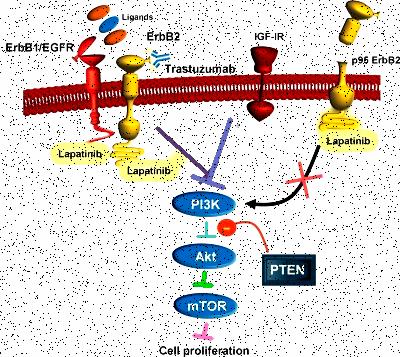 Ligands
ErbB1/EGFR
ErbB2
Trastuzumab
IGF-IR
p95 ErbB2
Lapatinib
Lapatinib
Lapatinib
PI3K
Akt
PTEN
mTOR
Cell proliferation